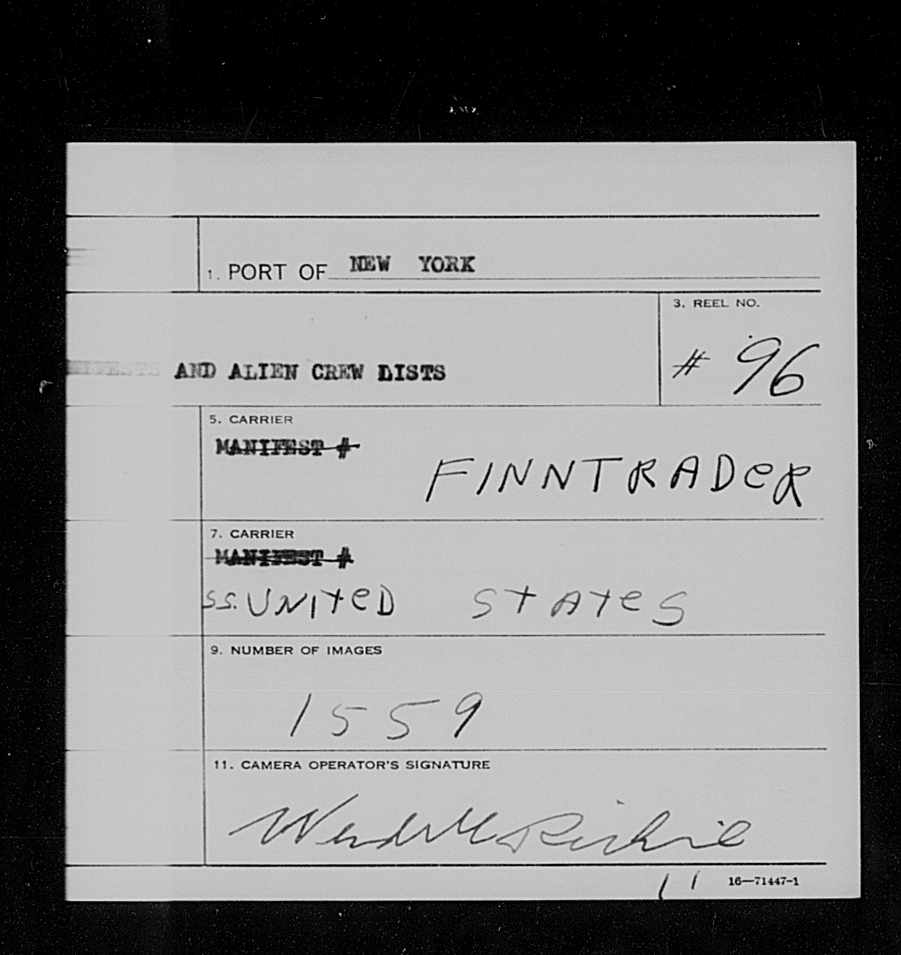 1. PORT OF NEW YORK
3. REEL NO.
# 96
AND ALIEN CREW LISTS
5. CARRIER
MANIFEST #
FINNTRADER
7. CARRIER
MANIFEST #
SS. UNITED STATES
9. NUMBER OF IMAGES
1559
11. CAMERA OPERATOR'S SIGNATURE
16—71447-1